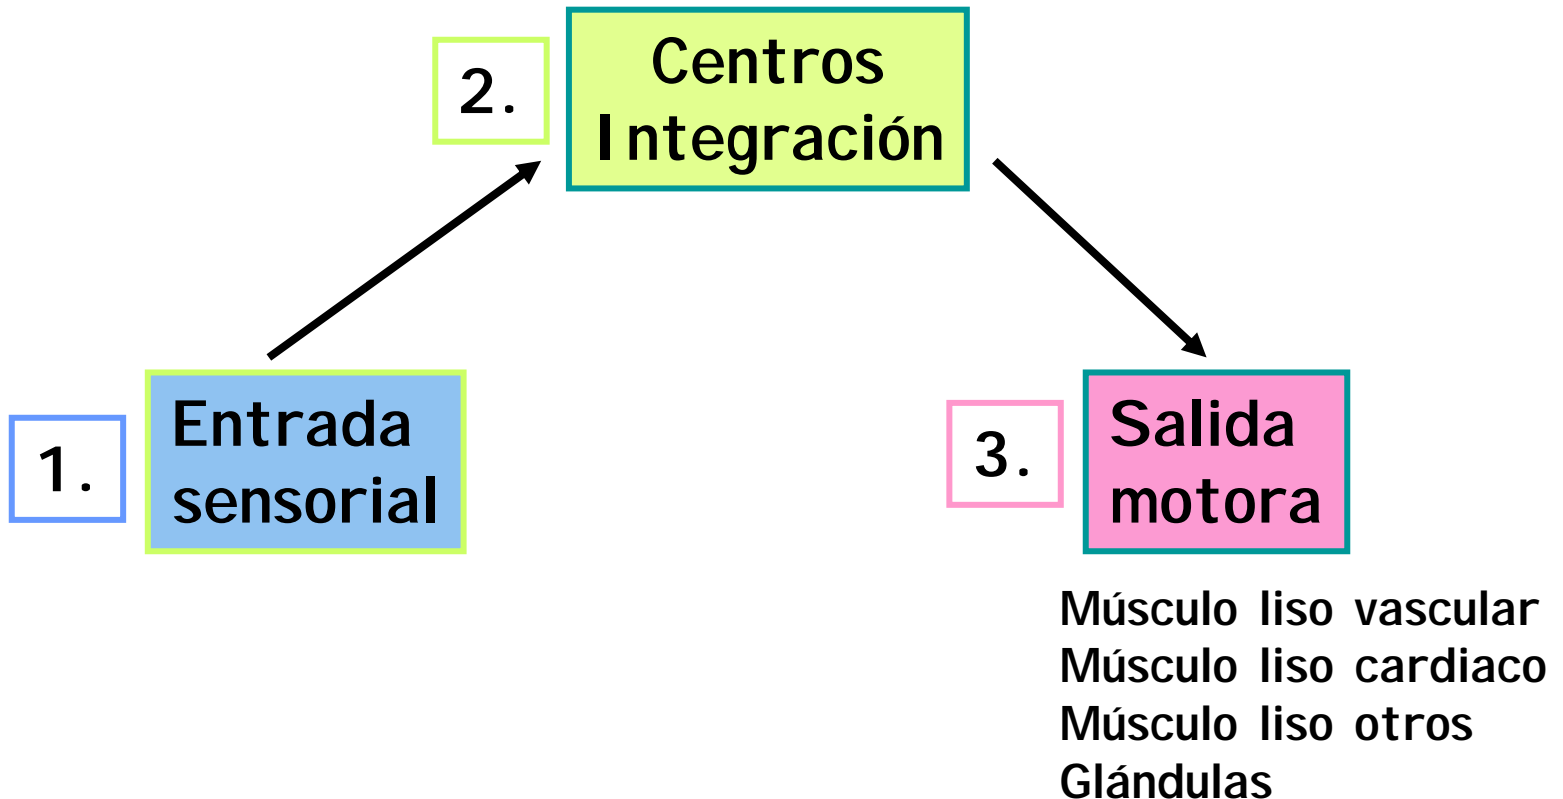 2.
Centros
Integración
1.
Entrada
sensorial
3.
Salida
motora
Músculo liso vascular
Músculo liso cardiaco
Músculo liso otros
Glándulas